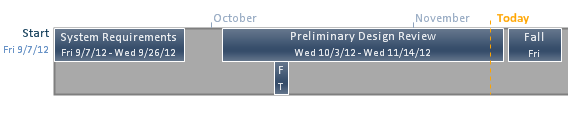 October November Today
Start
Fri 9/7/12
System Requirements
Fri 9/7/12 - Wed 9/26/12
Preliminary Design Review
Wed 10/3/12 - Wed 11/14/12
Fall
Fri
F
T